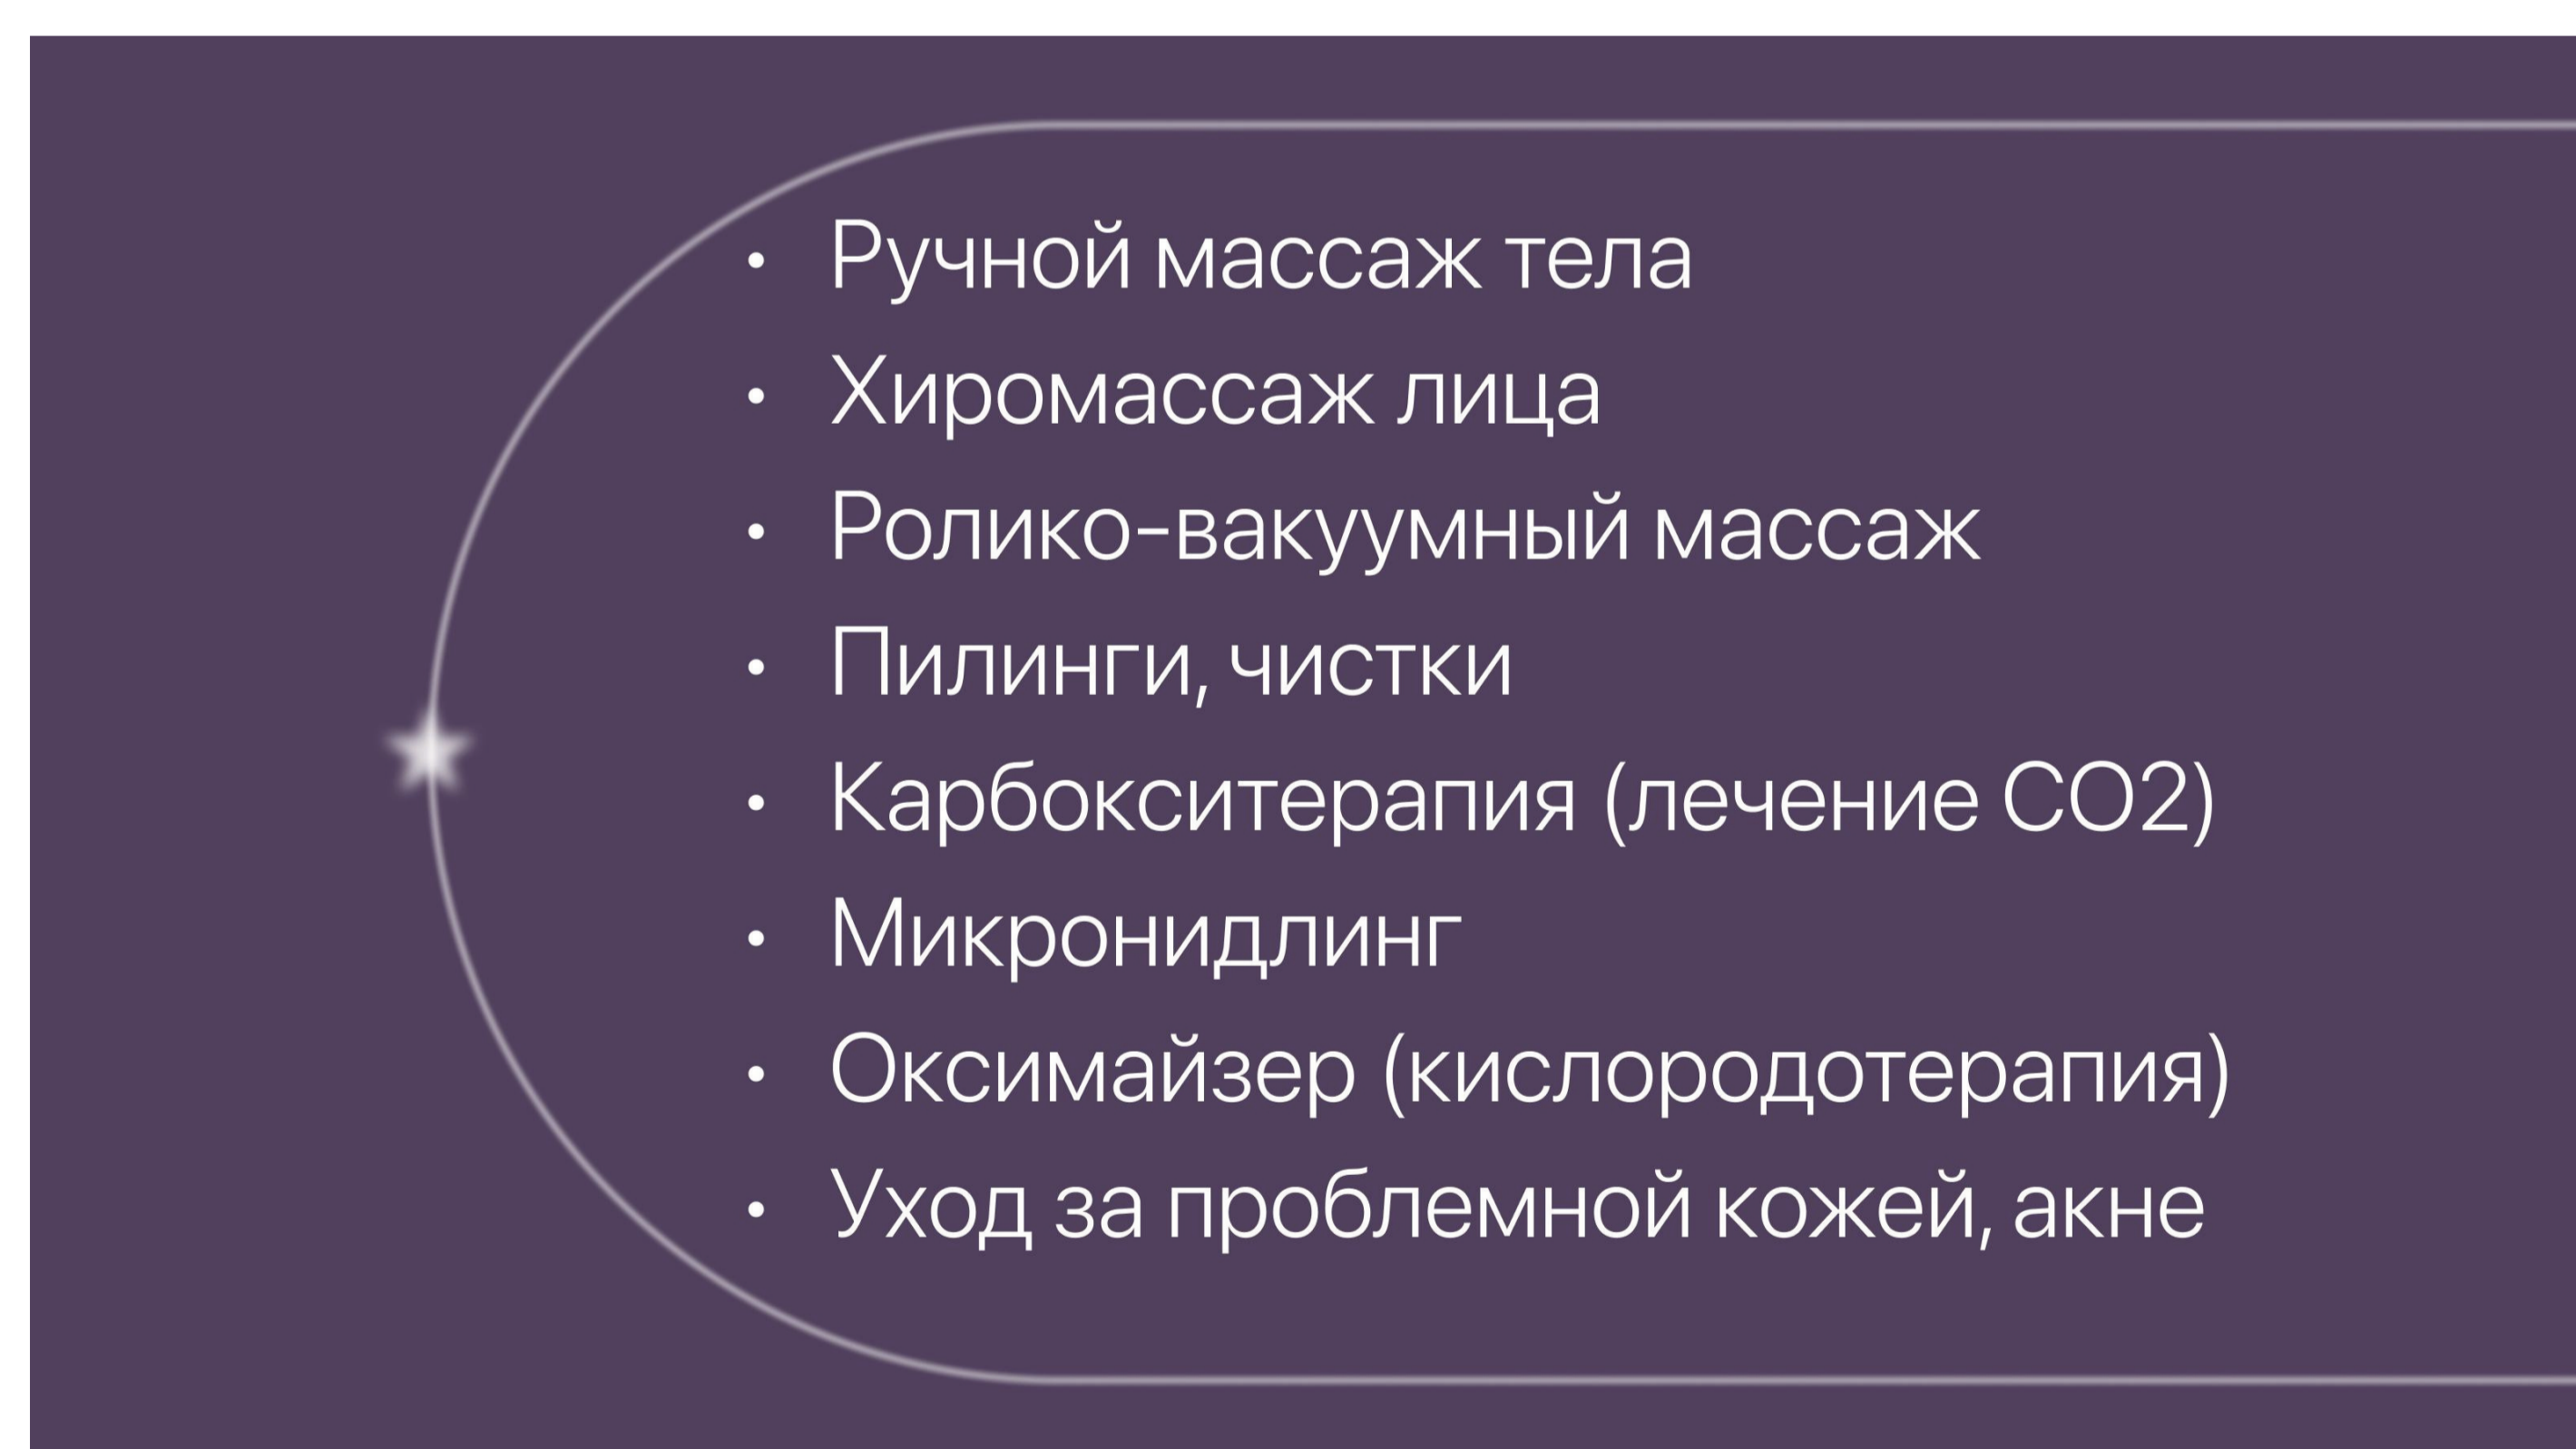 • Ручной массаж тела
• Хиромассаж лица
• Ролико-вакуумный массаж
• Пилинги, чистки
• Карбокситерапия (лечение СО2)
• Микронидлинг
• Оксимайзер (кислородотерапия)
• Уход за проблемной кожей, акне